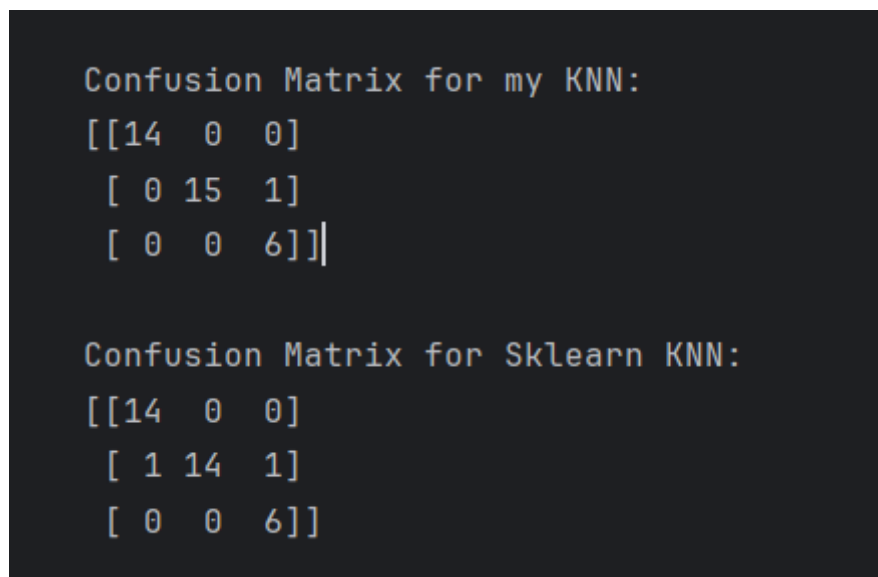 Confusion Matrix for my KNN:
[[14  0  0]
 [ 0 15  1]
 [ 0  0  6]]
Confusion Matrix for Sklearn KNN:
[[14  0  0]
 [ 1 14  1]
 [ 0  0  6]]